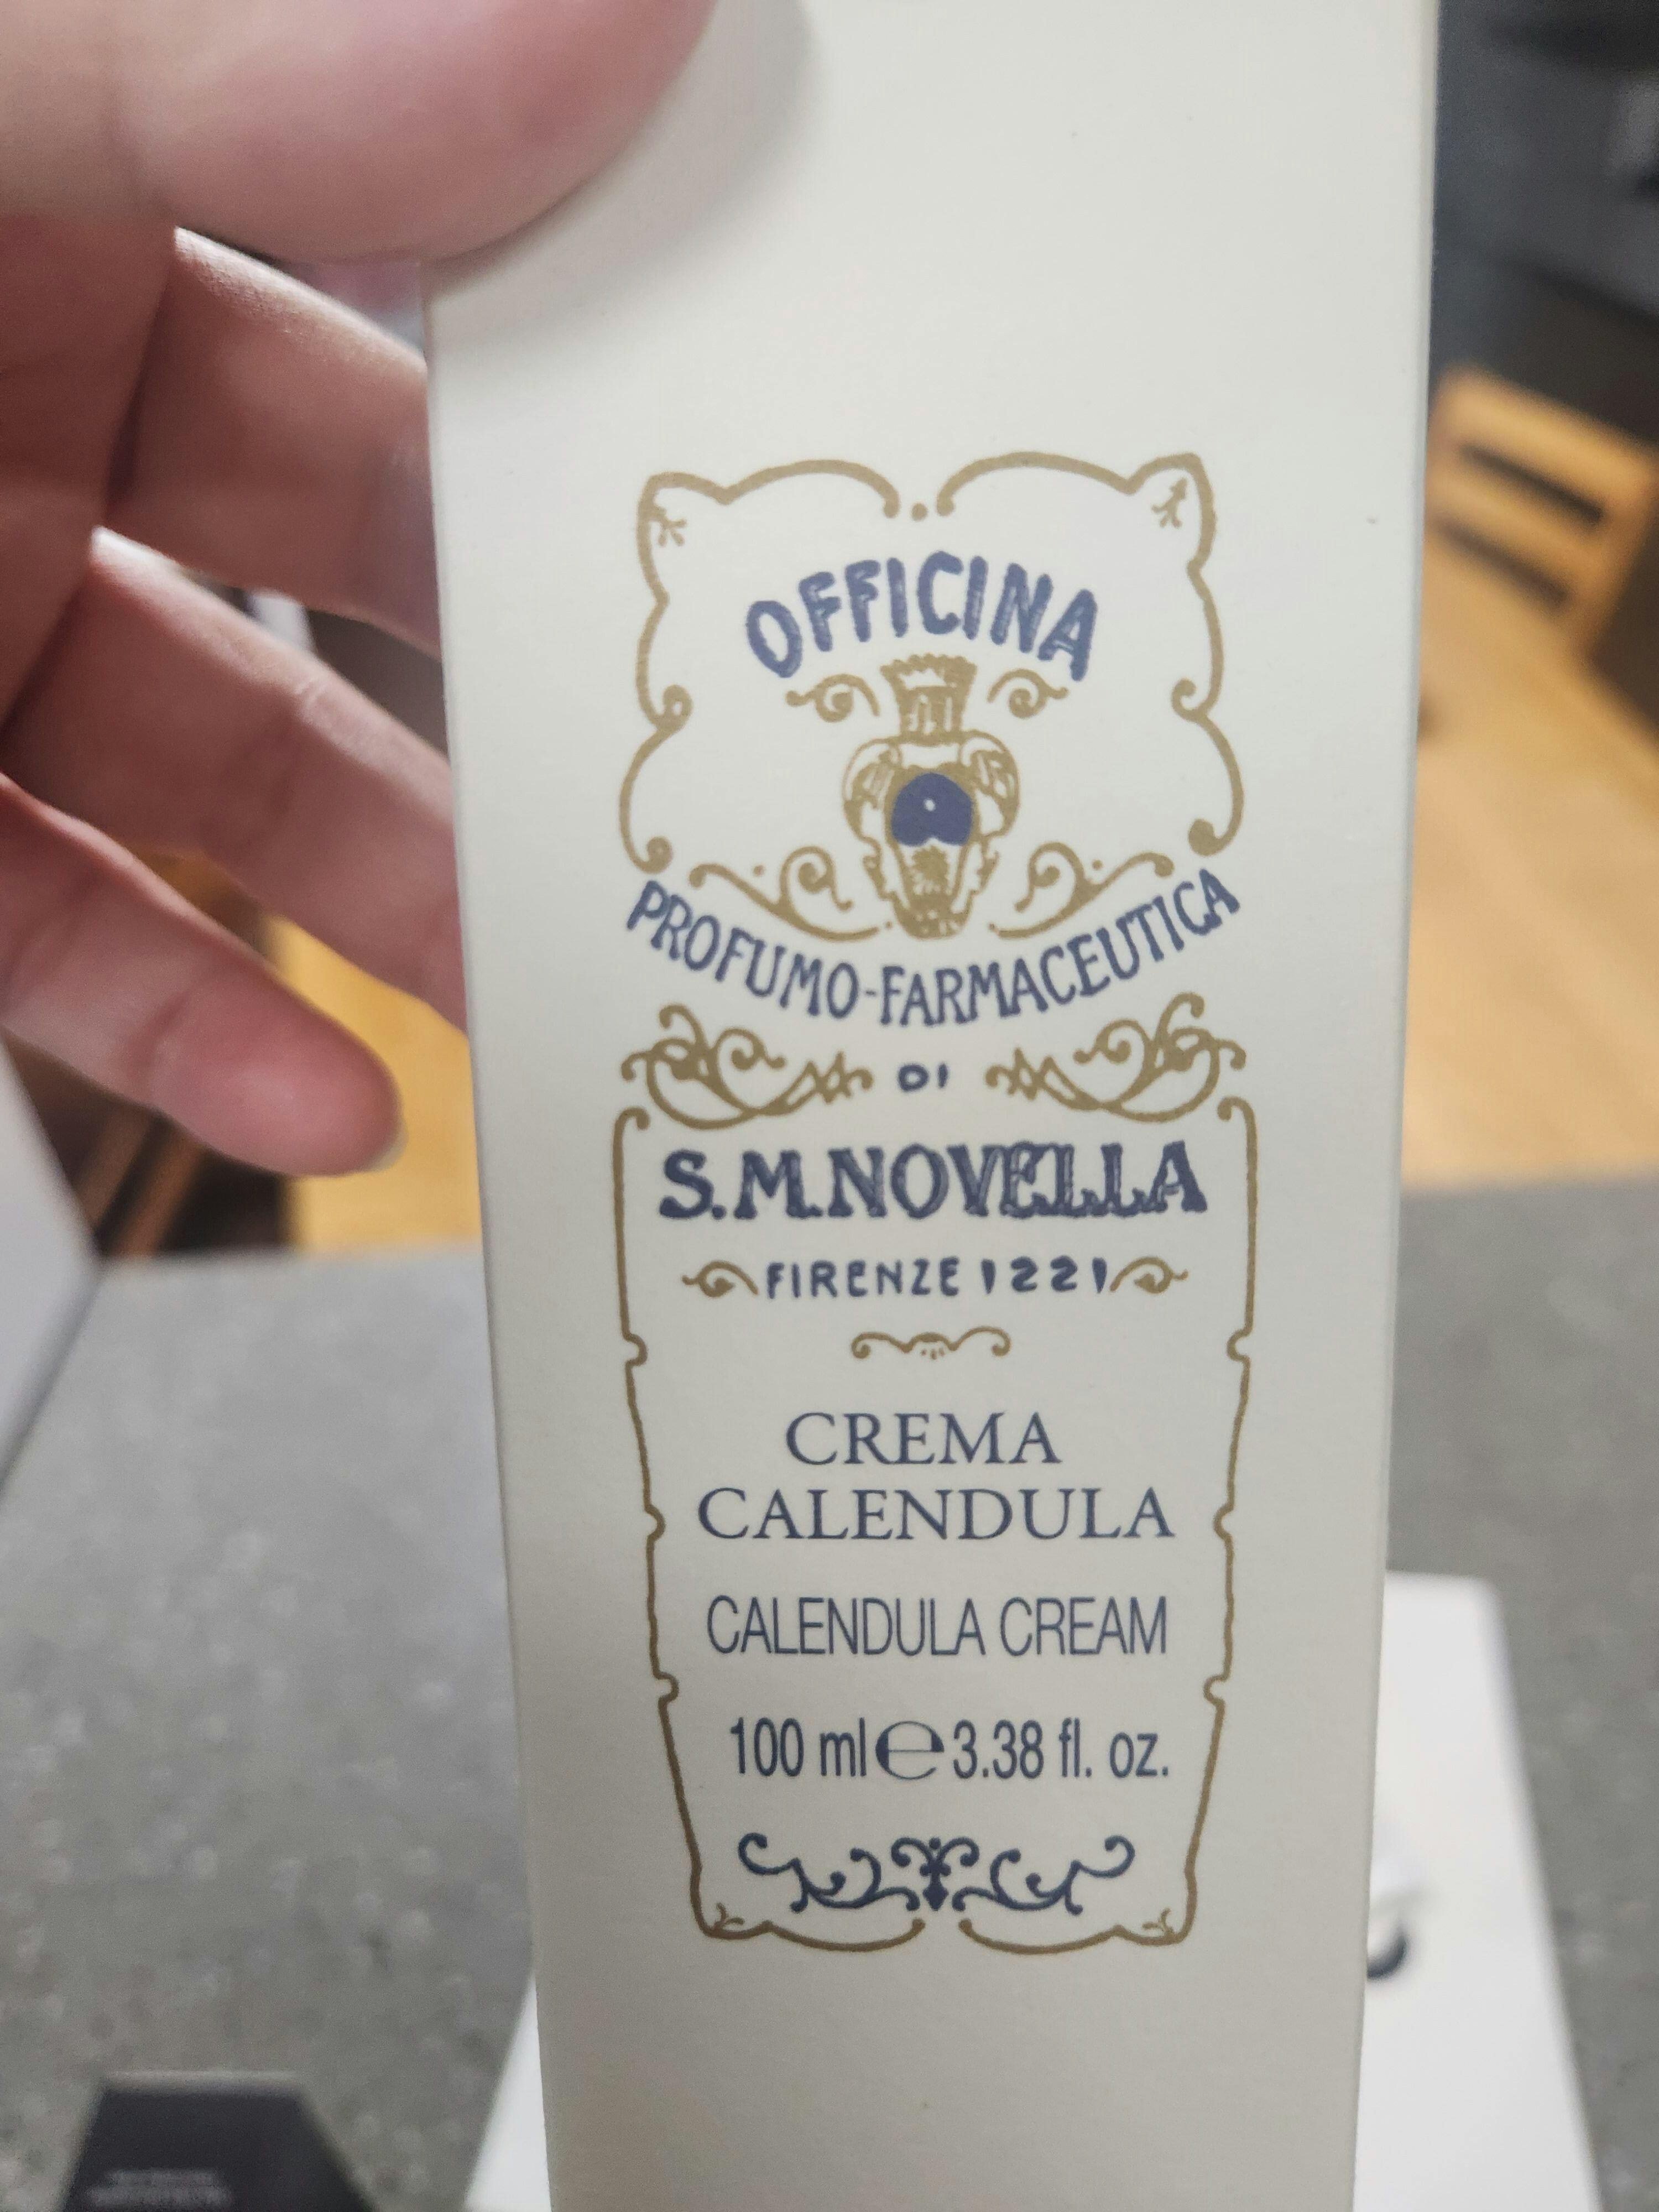 OFFICINA
PROFUMO-FARMACEUTICA
DI
S.M.NOVELLA
FIRENZE 1221
CREMA
CALENDULA
CALENDULA CREAM
100 ml ℮ 3.38 fl. oz.